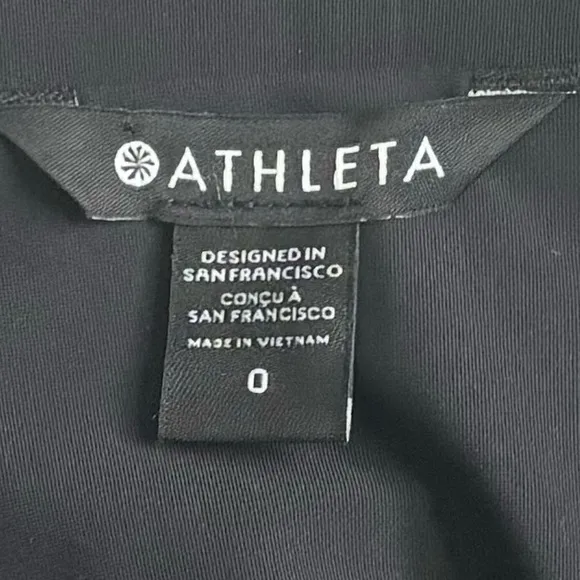 ATHLETA
DESIGNED IN
SAN FRANCISCO
CONÇU À
SAN FRANCISCO
MADE IN VIETNAM
0